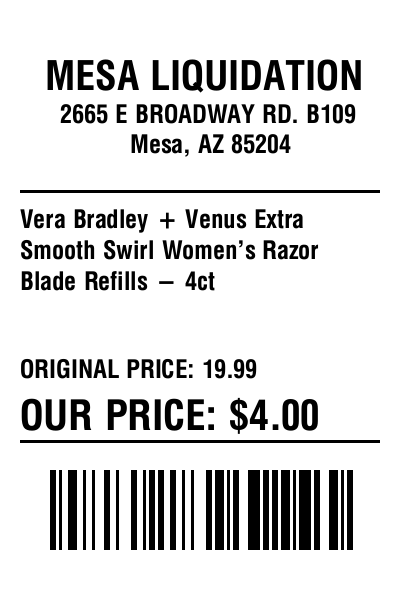 MESA LIQUIDATION
2665 E BROADWAY RD. B109
Mesa, AZ 85204
Vera Bradley + Venus Extra
Smooth Swirl Women’s Razor
Blade Refills – 4ct
ORIGINAL PRICE: 19.99
OUR PRICE: $4.00